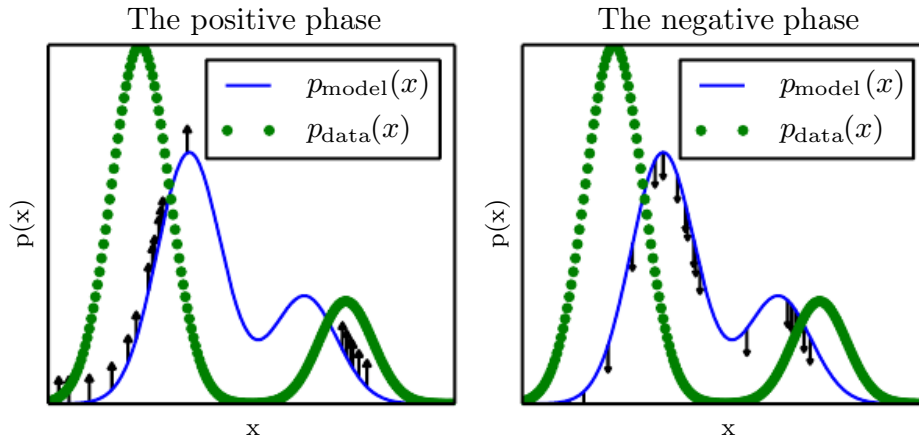 The positive phase
p_model(x)
p_data(x)
p(x)
x
The negative phase
p_model(x)
p_data(x)
p(x)
x